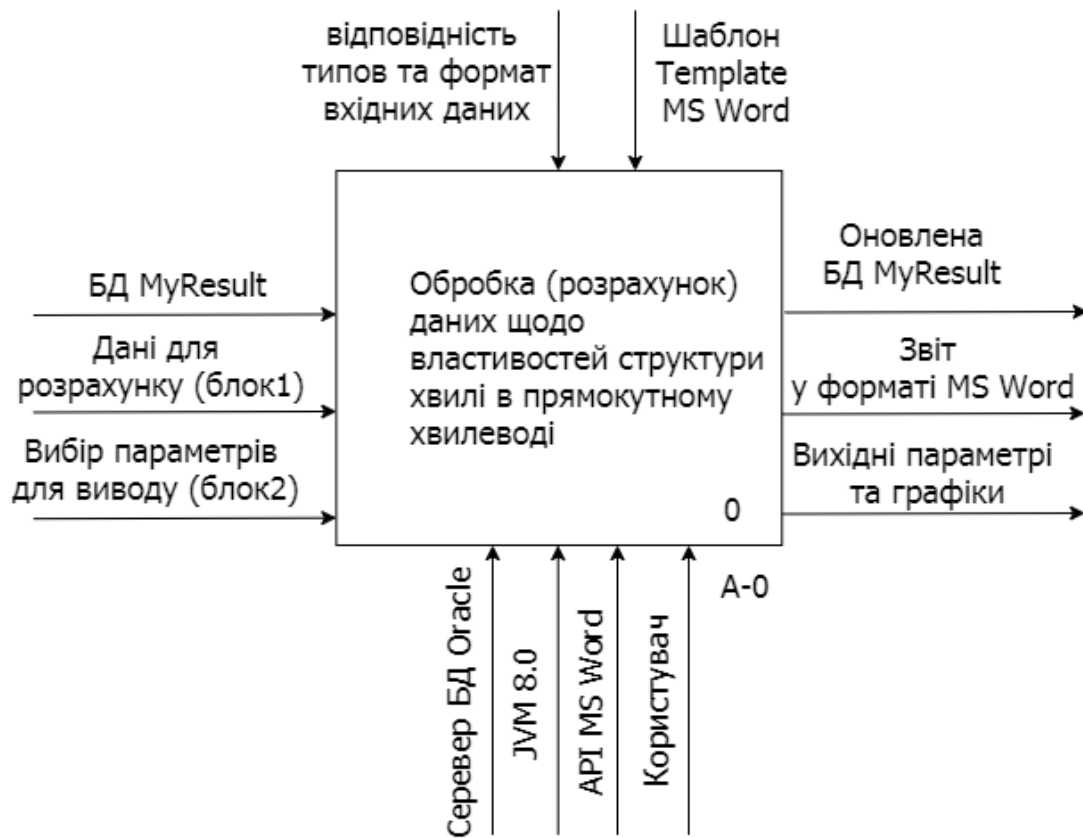 відповідність
типов та формат
вхідних даних
Шаблон
Template
MS Word
БД MyResult
Дані для
розрахунку (блок1)
Вибір параметрів
для виводу (блок2)
Обробка (розрахунок)
даних щодо
властивостей структури
хвилі в прямокутному
хвилеводі
0
Оновлена
БД MyResult
Звіт
у форматі MS Word
Вихідні параметрі
та графіки
A-0
Серевер БД Oracle
JVM 8.0
API MS Word
Користувач